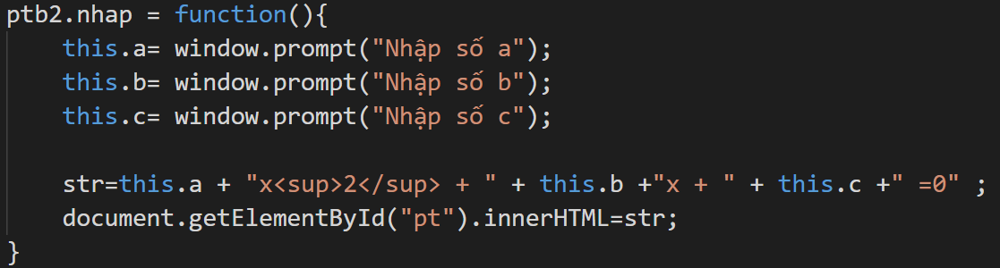 ptb2.nhap = function(){
    this.a= window.prompt("Nhập số a");
    this.b= window.prompt("Nhập số b");
    this.c= window.prompt("Nhập số c");
    str=this.a + "x<sup>2</sup> + " + this.b +"x + " + this.c +" =0" ;
    document.getElementById("pt").innerHTML=str;
}